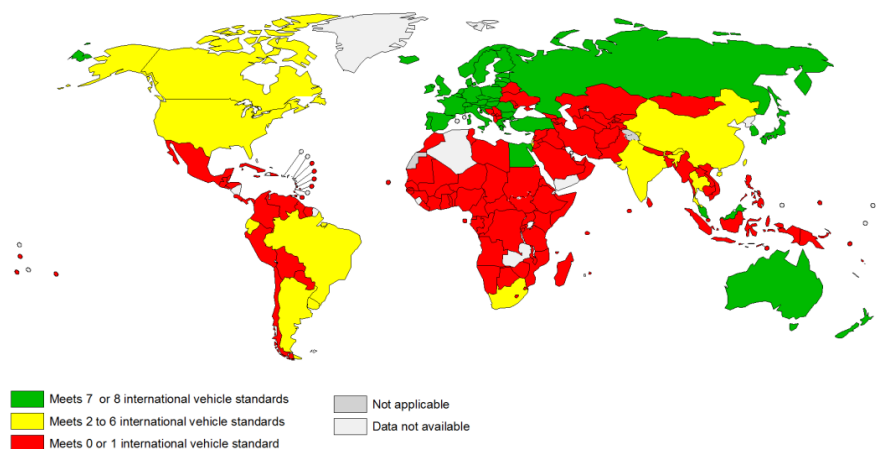 Meets 7 or 8 international vehicle standards
Meets 2 to 6 international vehicle standards
Meets 0 or 1 international vehicle standard
Not applicable
Data not available